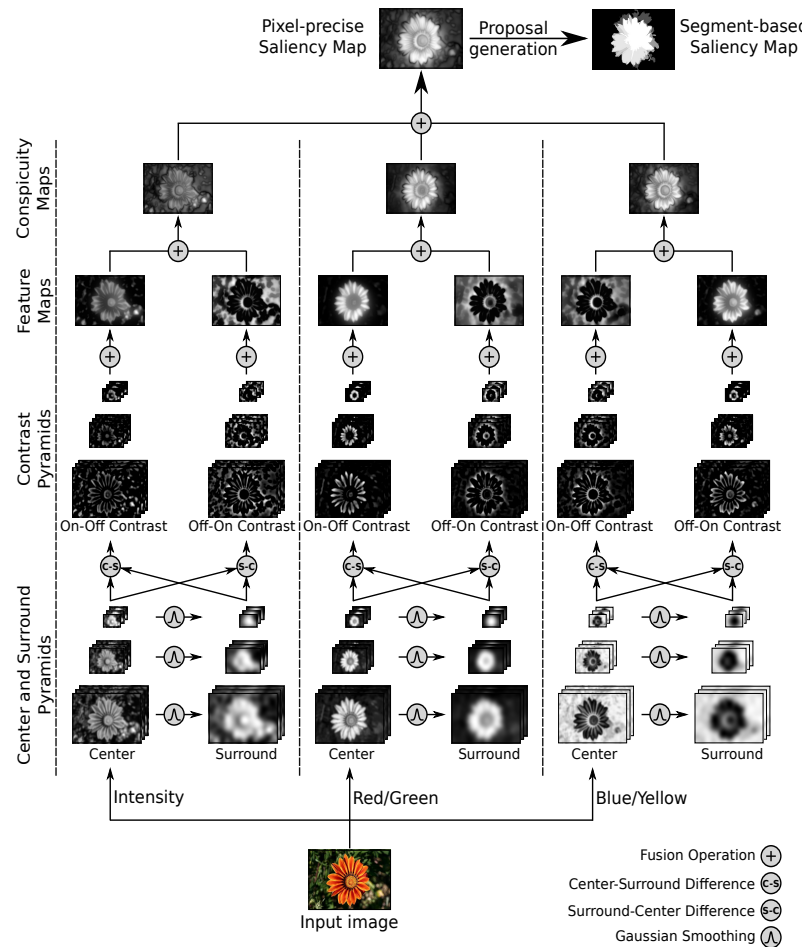 Pixel-precise
Saliency Map
Proposal
generation
Segment-based
Saliency Map
+
Conspicuity
Maps
+ + +
Feature
Maps
+ + + + + +
Contrast
Pyramids
On-Off Contrast Off-On Contrast On-Off Contrast Off-On Contrast On-Off Contrast Off-On Contrast
C-S S-C C-S S-C C-S S-C
Center and Surround
Pyramids
Center Surround Center Surround Center Surround
Intensity Red/Green Blue/Yellow
Input image
Fusion Operation +
Center-Surround Difference C-S
Surround-Center Difference S-C
Gaussian Smoothing